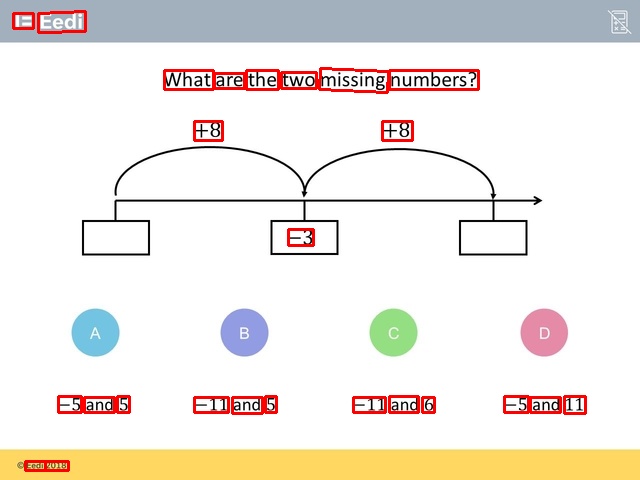 Eedi
What are the two missing numbers?
+8 +8
−3
A B C D
−5 and 5 −11 and 5 −11 and 6 −5 and 11
© Eedi 2018